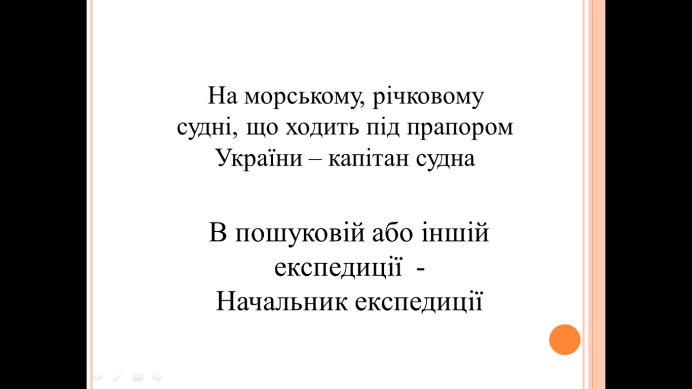 На морському, річковому
судні, що ходить під прапором
України – капітан судна
В пошуковій або іншій
експедиції -
Начальник експедиції